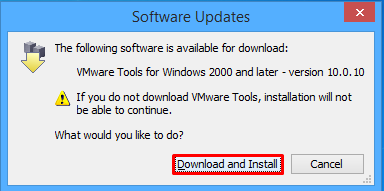 Software Updates
The following software is available for download:
VMware Tools for Windows 2000 and later - version 10.0.10
If you do not download VMware Tools, installation will not
be able to continue.
What would you like to do?
Download and Install
Cancel